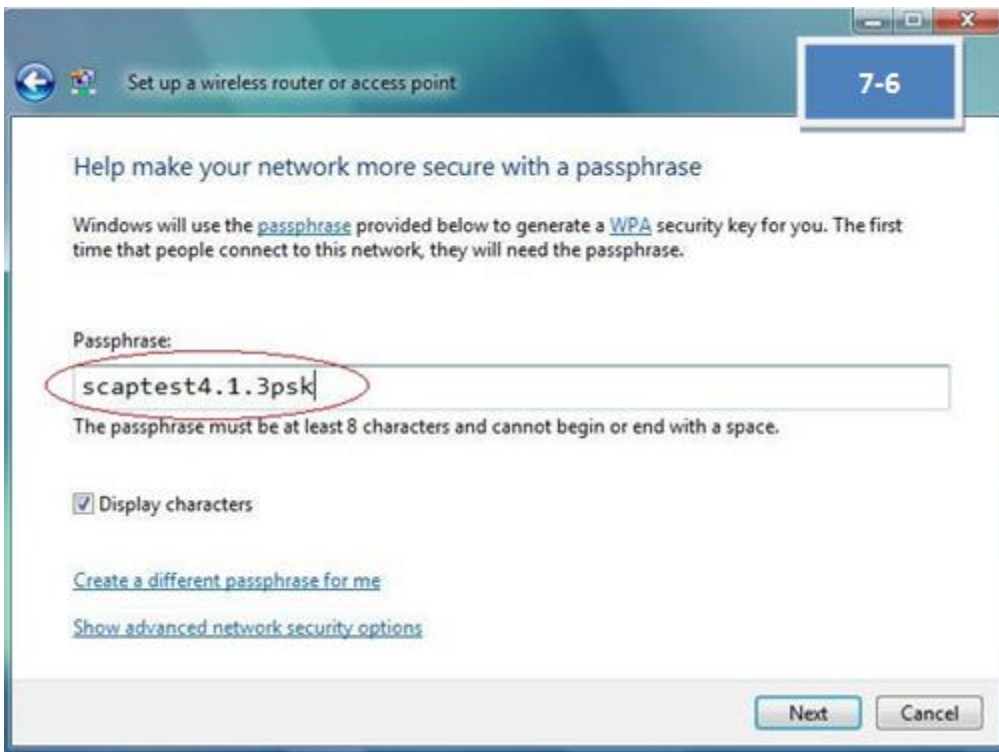 Set up a wireless router or access point
7-6
Help make your network more secure with a passphrase
Windows will use the passphrase provided below to generate a WPA security key for you. The first
time that people connect to this network, they will need the passphrase.
Passphrase:
scaptest4.1.3psk
The passphrase must be at least 8 characters and cannot begin or end with a space.
Display characters
Create a different passphrase for me
Show advanced network security options
Next Cancel